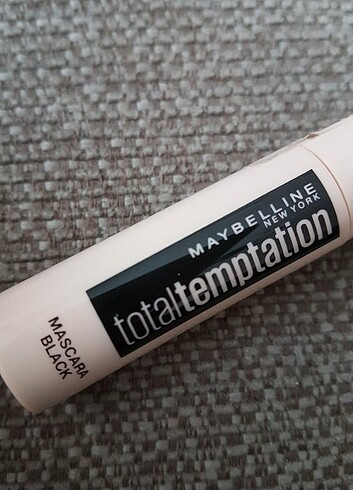 MAYBELLINE
NEW YORK
totaltemptation
MASCARA
BLACK